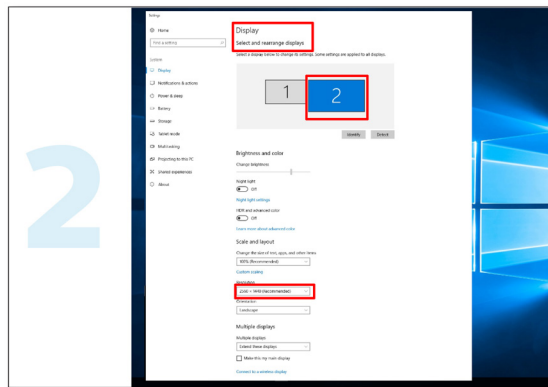 Settings
Home
Find a setting
System
Display
Notifications & actions
Power & sleep
Battery
Storage
Tablet mode
Multitasking
Projecting to this PC
Shared experiences
About
Display
Select and rearrange displays
Select a display below to change its settings. Some settings are applied to all displays.
1
2
Identify
Detect
Brightness and color
Change brightness
Night light
Off
Night light settings
HDR and advanced color
Off
Learn more about advanced color
Scale and layout
Change the size of text, apps, and other items
100% (Recommended)
Custom scaling
Resolution
2560 × 1440 (Recommended)
Orientation
Landscape
Multiple displays
Multiple displays
Extend these displays
Make this my main display
Connect to a wireless display
2